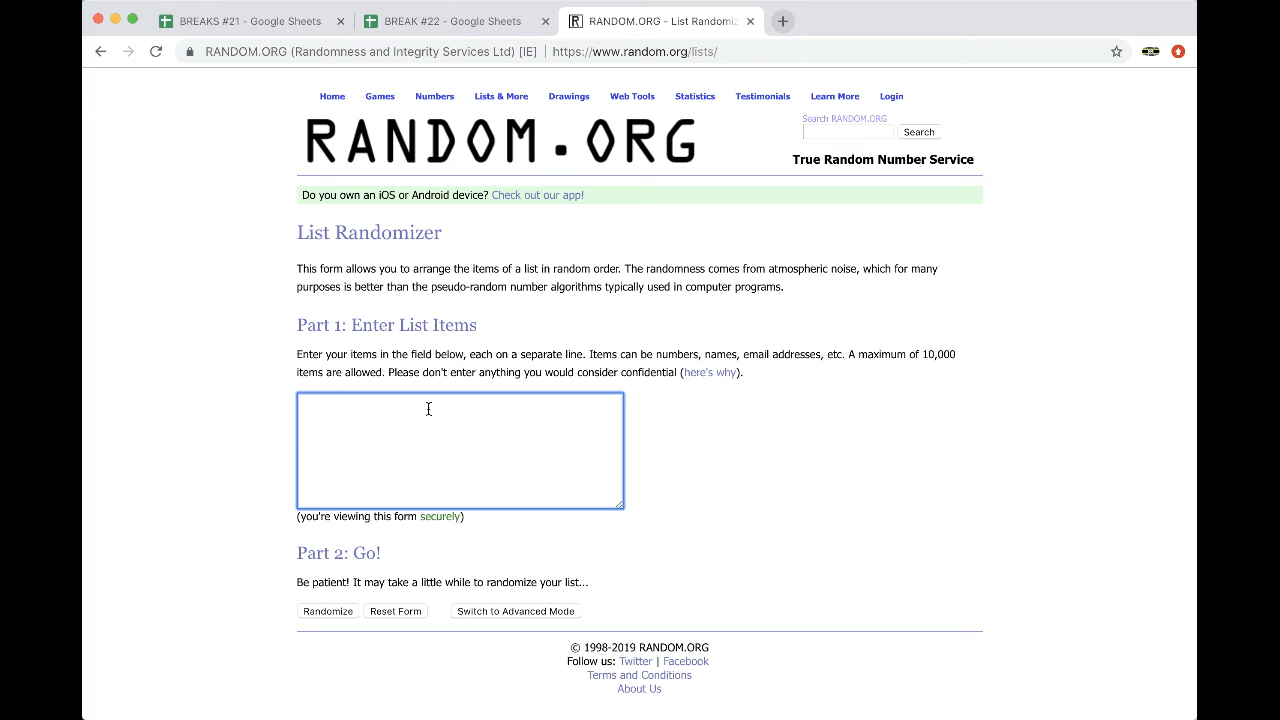 BREAKS #21 - Google Sheets
BREAK #22 - Google Sheets
RANDOM.ORG - List Randomiz
RANDOM.ORG (Randomness and Integrity Services Ltd) [IE] | https://www.random.org/lists/
Home Games Numbers Lists & More Drawings Web Tools Statistics Testimonials Learn More Login
RANDOM.ORG
Search RANDOM.ORG
Search
True Random Number Service
Do you own an iOS or Android device? Check out our app!
List Randomizer
This form allows you to arrange the items of a list in random order. The randomness comes from atmospheric noise, which for many
purposes is better than the pseudo-random number algorithms typically used in computer programs.
Part 1: Enter List Items
Enter your items in the field below, each on a separate line. Items can be numbers, names, email addresses, etc. A maximum of 10,000
items are allowed. Please don't enter anything you would consider confidential (here's why).
(you're viewing this form securely)
Part 2: Go!
Be patient! It may take a little while to randomize your list...
Randomize Reset Form Switch to Advanced Mode
© 1998-2019 RANDOM.ORG
Follow us: Twitter | Facebook
Terms and Conditions
About Us